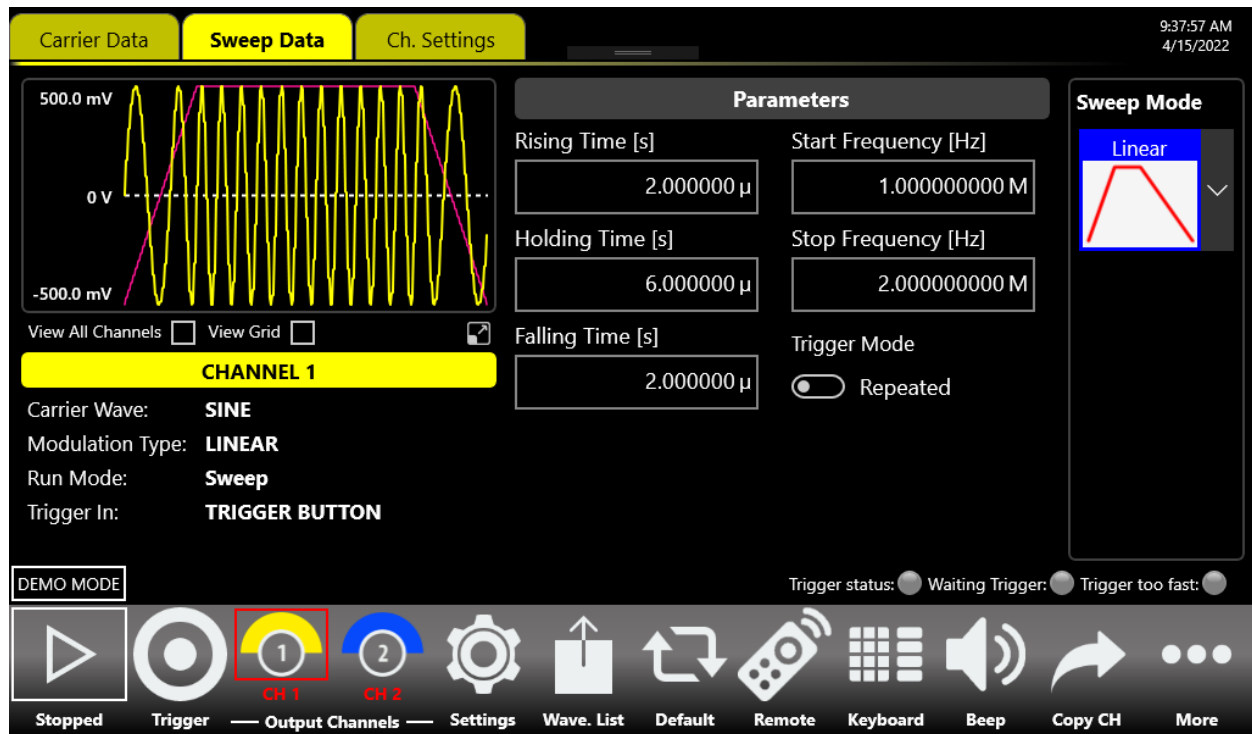 Carrier Data
Sweep Data
Ch. Settings
9:37:57 AM
4/15/2022
500.0 mV
0 V
-500.0 mV
View All Channels
View Grid
CHANNEL 1
Carrier Wave: SINE
Modulation Type: LINEAR
Run Mode: Sweep
Trigger In: TRIGGER BUTTON
Parameters
Rising Time [s]
2.000000 µ
Start Frequency [Hz]
1.000000000 M
Holding Time [s]
6.000000 µ
Stop Frequency [Hz]
2.000000000 M
Falling Time [s]
2.000000 µ
Trigger Mode
Repeated
Sweep Mode
Linear
DEMO MODE
Trigger status:
Waiting Trigger:
Trigger too fast:
1
2
CH 1
CH 2
Stopped
Trigger
Output Channels
Settings
Wave. List
Default
Remote
Keyboard
Beep
Copy CH
More